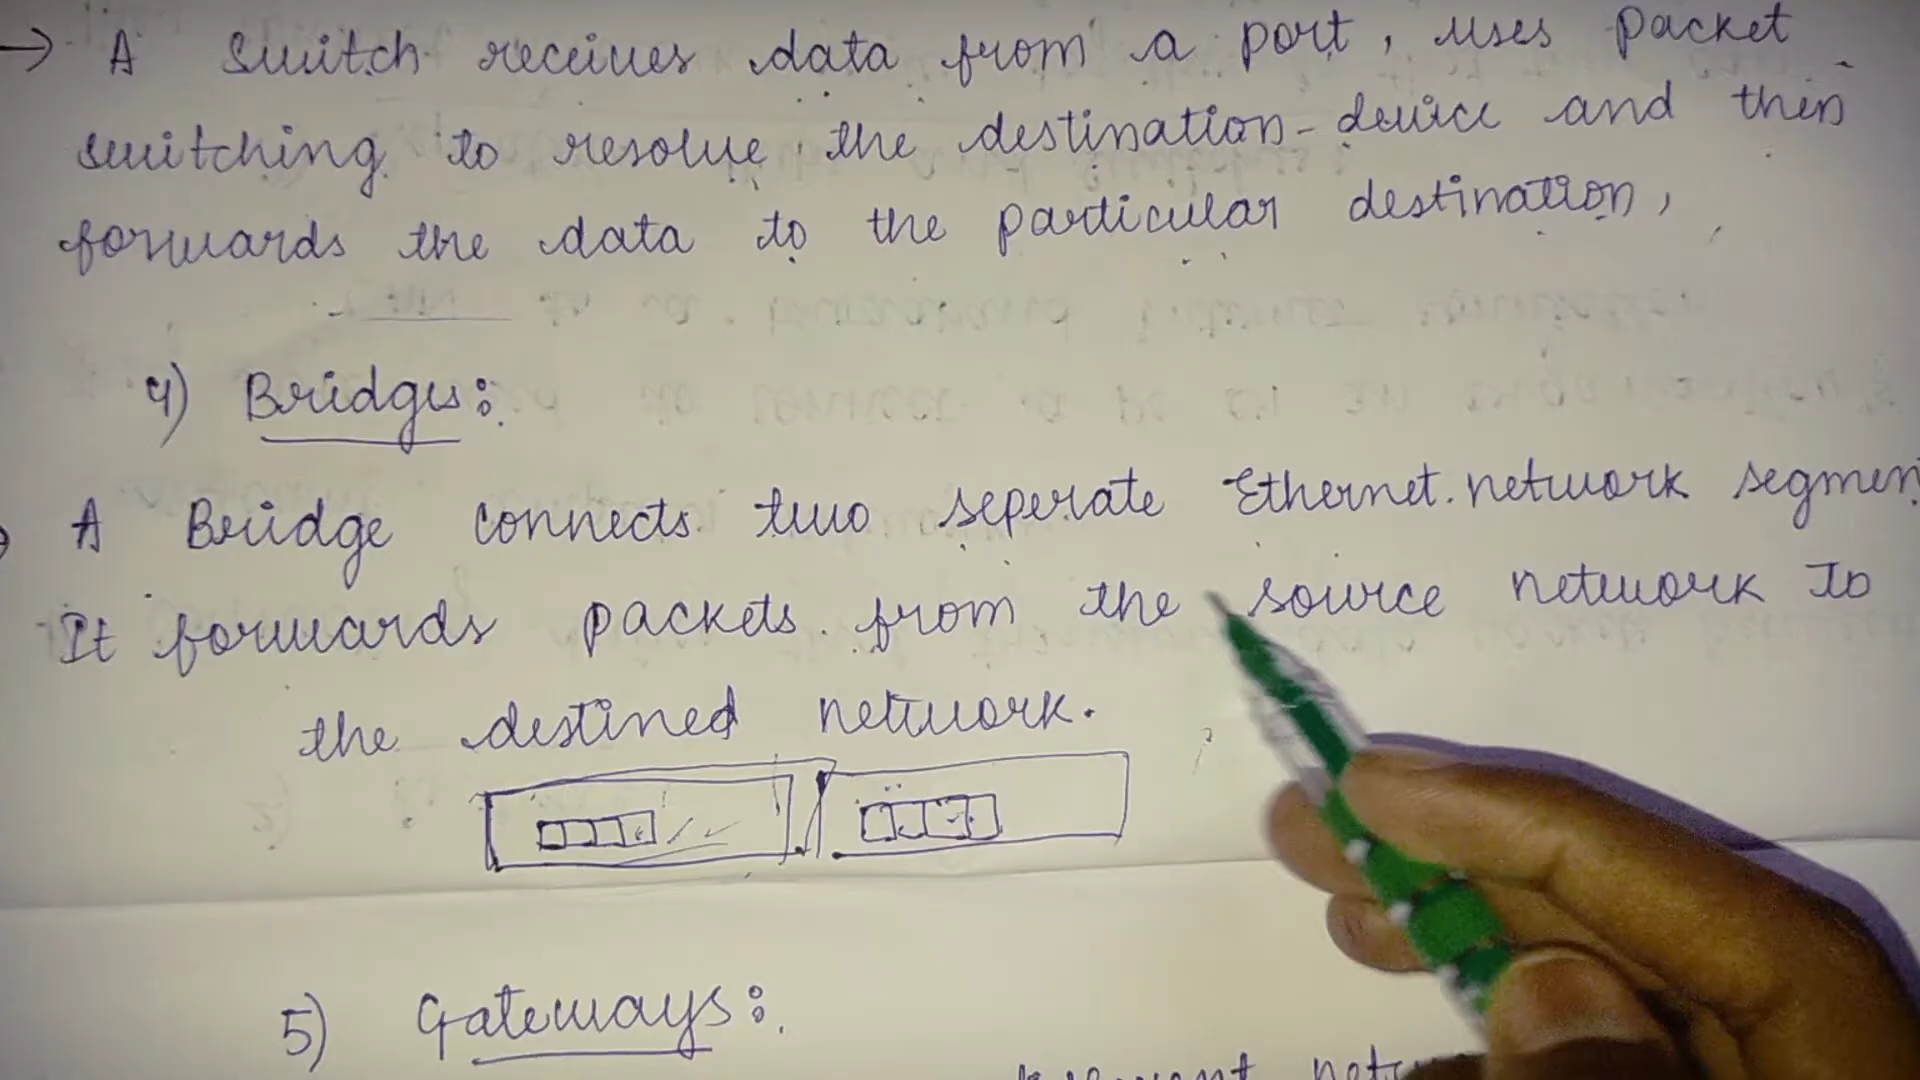 → A Switch receives data from a port, uses packet
switching to resolve the destination device and then
forwards the data to the particular destination,
4) Bridges:
A Bridge connects two seperate Ethernet network segmen
It forwards packets from the source network to
the destined network.
5) Gateways: